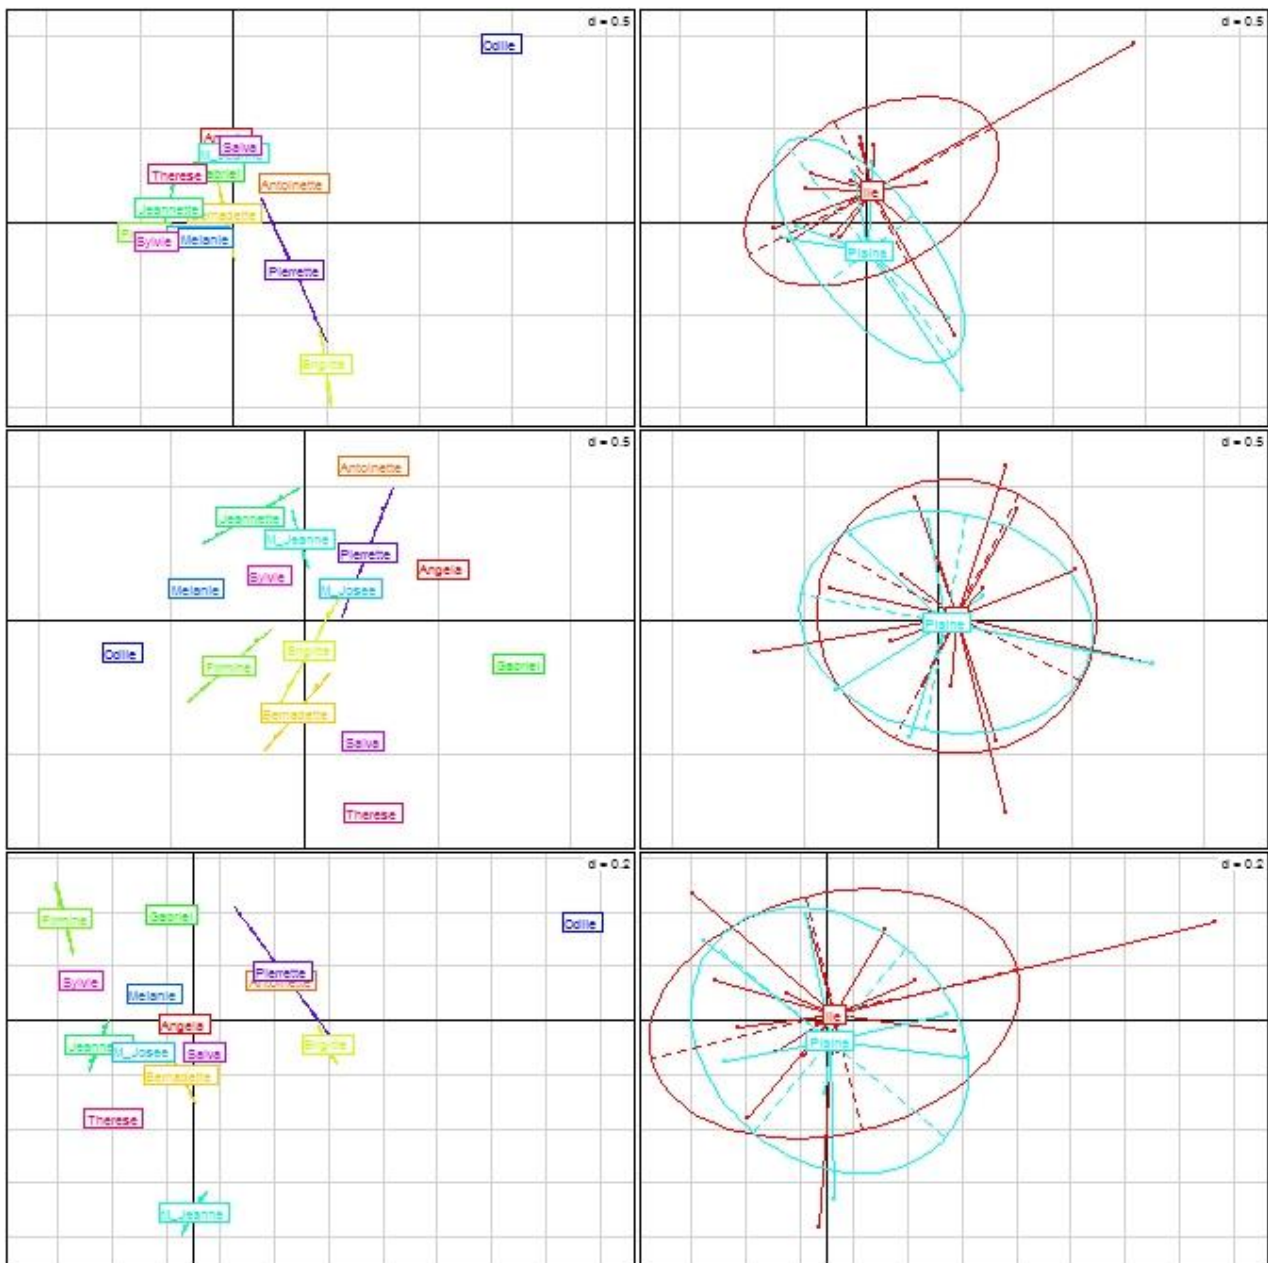 d = 0.5
Odile
Salva
Therese
Antoinette
Jeannette
Sylvie
Melanie
Pierrette
Brigitte
d = 0.5
Ile
Plaine
d = 0.5
Antoinette
Jeannette
M_Jeanne
Pierrette
Angela
Sylvie
Melanie
M_Josee
Odile
Brigitte
Firmine
Gabriel
Bernadette
Salva
Therese
d = 0.5
Plaine
d = 0.2
Firmine
Gabriel
Odile
Pierrette
Antoinette
Sylvie
Melanie
Angela
Brigitte
M_Josee
Salva
Bernadette
Therese
M_Jeanne
d = 0.2
Ile
Plaine